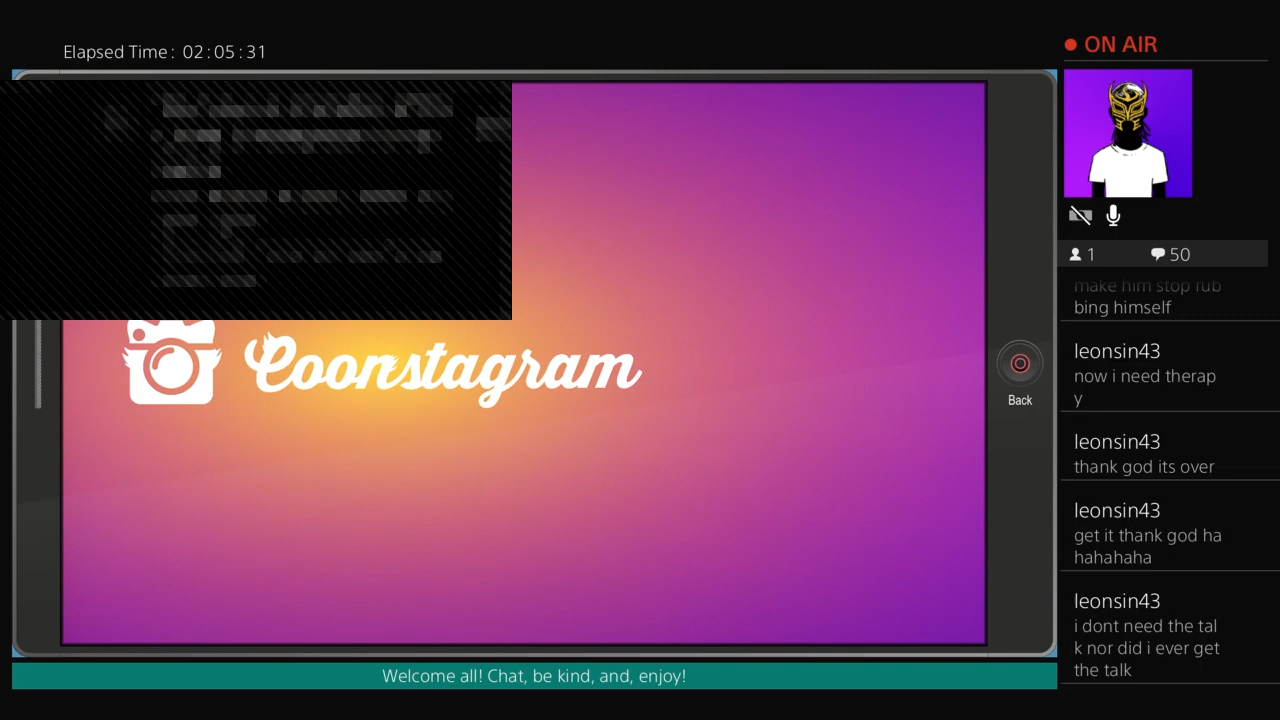 Elapsed Time: 02:05:31
ON AIR
1
50
make him stop rub
bing himself
leonsin43
now i need therap
y
leonsin43
thank god its over
leonsin43
get it thank god ha
hahahaha
leonsin43
i dont need the tal
k nor did i ever get
the talk
Coonstagram
Back
Welcome all! Chat, be kind, and, enjoy!